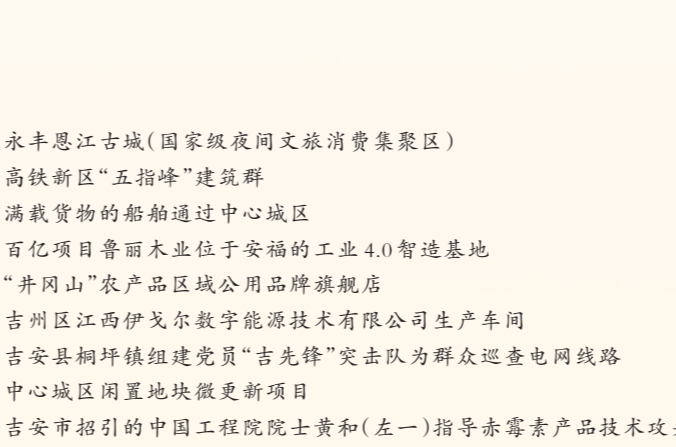 永丰恩江古城(国家级夜间文旅消费集聚区)
高铁新区“五指峰”建筑群
满载货物的船舶通过中心城区
百亿项目鲁丽木业位于安福的工业4.0智造基地
“井冈山”农产品区域公用品牌旗舰店
吉州区江西伊戈尔数字能源技术有限公司生产车间
吉安县桐坪镇组建党员“吉先锋”突击队为群众巡查电网线路
中心城区闲置地块微更新项目
吉安市招引的中国工程院院士黄和(左一)指导赤霉素产品技术攻